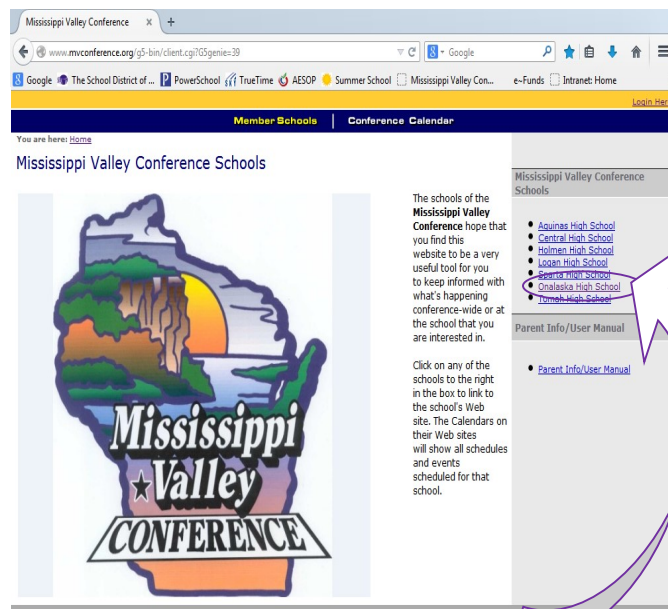 Mississippi Valley Conference × +
www.mvconference.org/g5-bin/client.cgi?G5genie=39 Google
Google The School District of ... PowerSchool TrueTime AESOP Summer School Mississippi Valley Con... e~Funds Intranet: Home
Login Her
Member Schools | Conference Calendar
You are here: Home
Mississippi Valley Conference Schools
The schools of the
Mississippi Valley
Conference hope that
you find this
website to be a very
useful tool for you
to keep informed with
what's happening
conference-wide or at
the school that you
are interested in.
Click on any of the
schools to the right
in the box to link to
the school's Web
site. The Calendars on
their Web sites
will show all schedules
and events
scheduled for that
school.
Mississippi
Valley
CONFERENCE
Mississippi Valley Conference
Schools
• Aquinas High School
• Central High School
• Holmen High School
• Logan High School
• Sparta High School
• Onalaska High School
• Tomah High School
Parent Info/User Manual
• Parent Info/User Manual